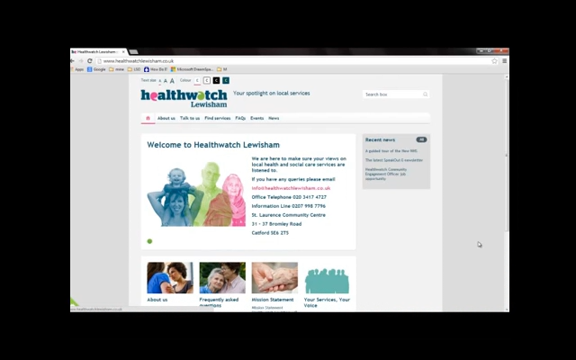 Healthwatch Lewisham
www.healthwatchlewisham.co.uk
Apps
Google
Text size A A A
Colour C C C C
healthwatch
Lewisham
Your spotlight on local services
Search box
About us
Talk to us
Find services
FAQs
Events
News
Welcome to Healthwatch Lewisham
We are here to make sure your views on
local health and social care services are
listened to.
If you have any queries please email
info@healthwatchlewisham.co.uk
Office Telephone 020 3417 4727
Information Line 0207 998 7796
St. Laurence Community Centre
31 - 37 Bromley Road
Catford SE6 2TS
Recent news
A guided tour of the New NHS
The latest SpeakOut E-newsletter
Healthwatch Community
Engagement Officer job
opportunity.
About us
Frequently asked
questions
Mission Statement
Mission Statement
Your Services, Your
Voice